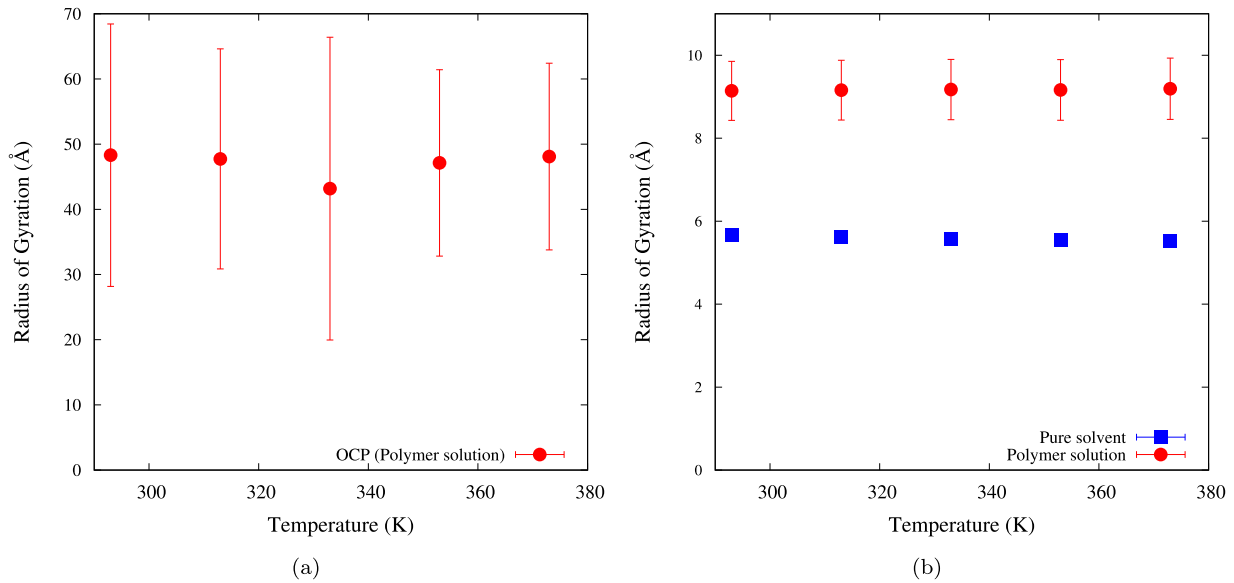 70
60
50
40
30
20
10
0
300
320
340
360
380
Radius of Gyration (Å)
Temperature (K)
OCP (Polymer solution)
(a)
10
8
6
4
2
0
300
320
340
360
380
Radius of Gyration (Å)
Temperature (K)
Pure solvent
Polymer solution
(b)